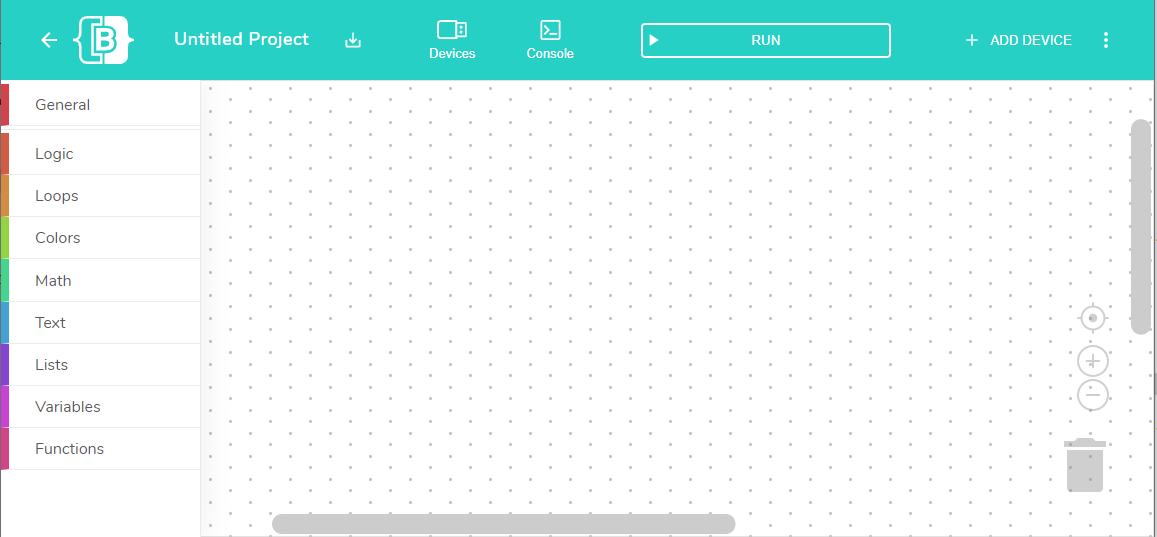 B
Untitled Project
Devices
Console
RUN
ADD DEVICE
General
Logic
Loops
Colors
Math
Text
Lists
Variables
Functions